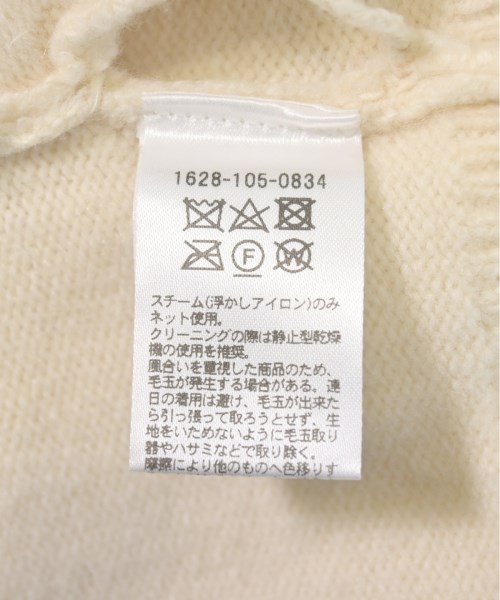 1628-105-0834
F W
スチーム(浮かしアイロン)のみ
ネット使用。
クリーニングの際は静止型乾燥
機の使用を推奨。
風合いを重視した商品のため、
毛玉が発生する場合がある。連
日の着用は避け、毛玉が出来た
ら引っ張って取ろうとせず、生
地をいためないように毛玉取り
器やハサミなどで取り除く。
摩擦により他のものへ色移りす